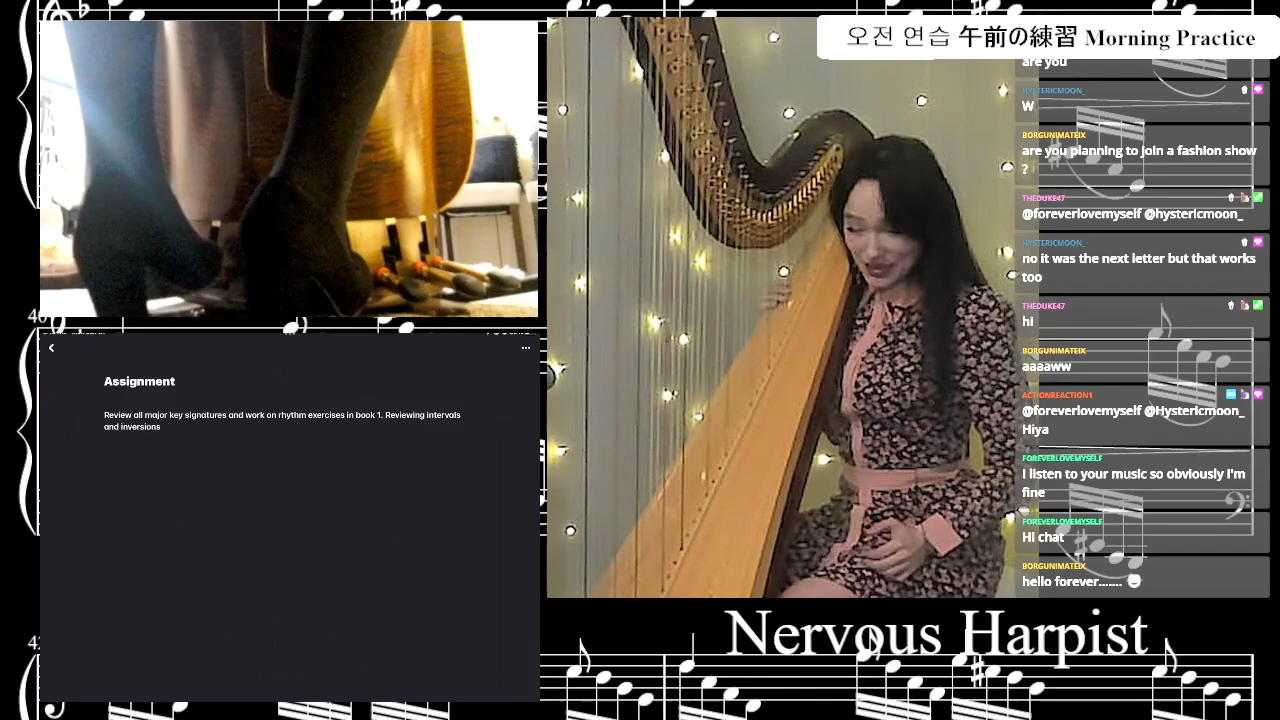 오전 연습 午前の練習 Morning Practice
are you
HYSTERICMOON_
W
BORGUNIMATEIX
are you planning to join a fashion show
?
THEDUKE47
@foreverlovemyself @hystericmoon_
HYSTERICMOON_
no it was the next letter but that works
too
THEDUKE47
hi
BORGUNIMATEIX
aaaaww
ACTIONREACTION1
@foreverlovemyself @Hystericmoon_
Hiya
FOREVERLOVEMYSELF
I listen to your music so obviously I'm
fine
FOREVERLOVEMYSELF
Hi chat
BORGUNIMATEIX
hello forever.......
Assignment
Review all major key signatures and work on rhythm exercises in book 1. Reviewing intervals
and inversions
Nervous Harpist